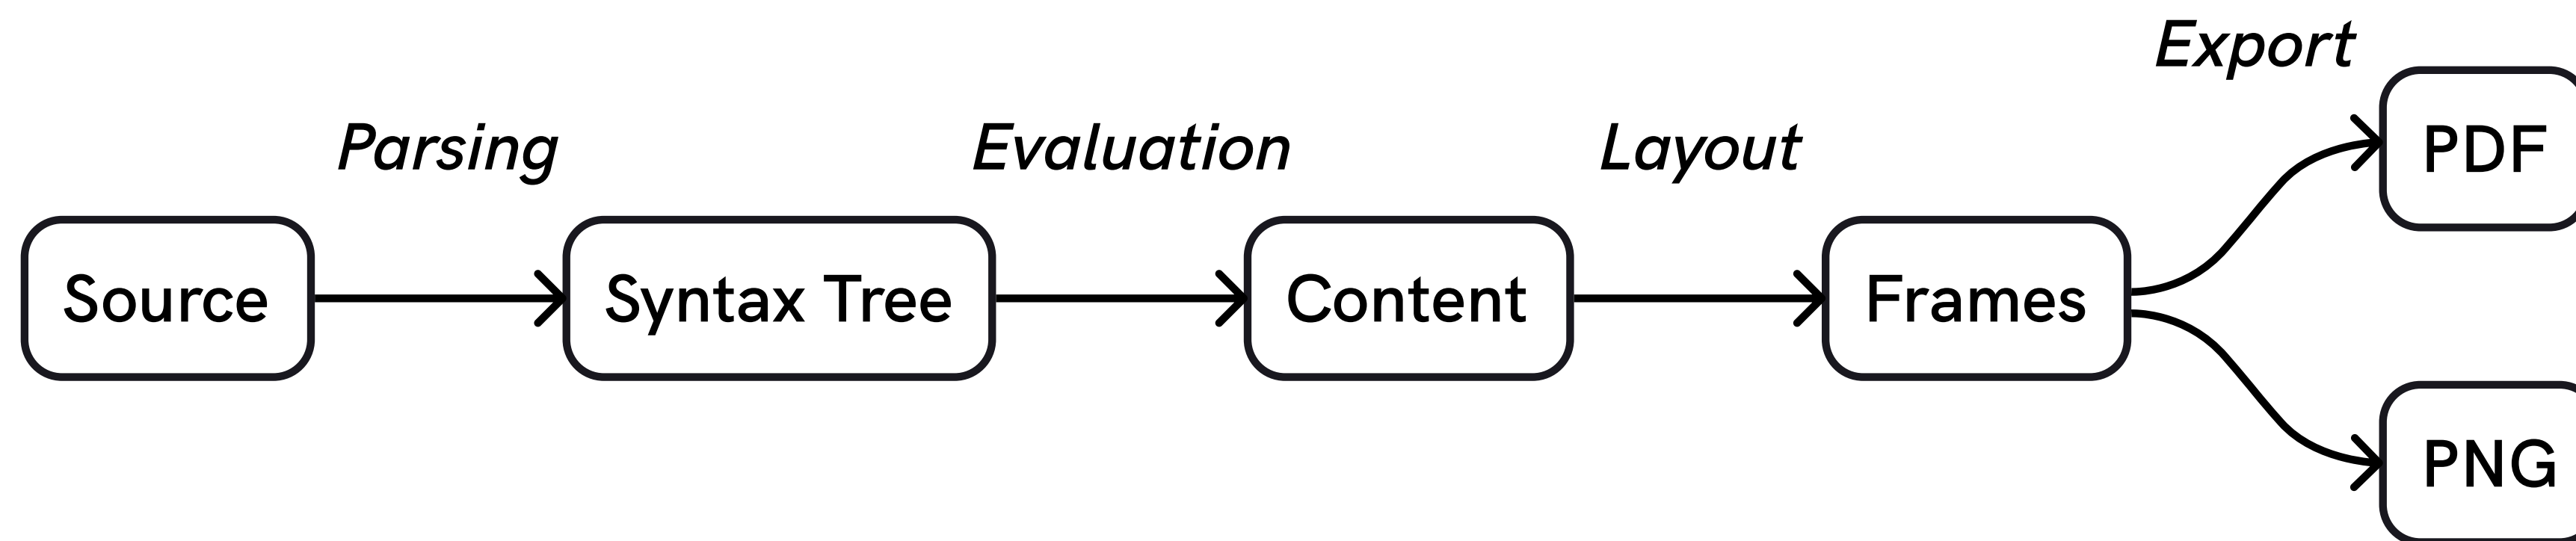 Export
Parsing
Evaluation
Layout
PDF
Source
Syntax Tree
Content
Frames
PNG